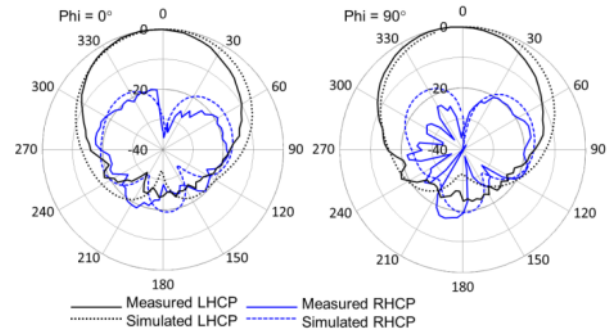 Phi = 0° Phi = 90°
0 0
330 30 330 30
300 60 300 60
270 90 270 90
240 120 240 120
210 150 210 150
180 180
0 -20 -40 0 -20 -40
Measured LHCP Measured RHCP
Simulated LHCP Simulated RHCP